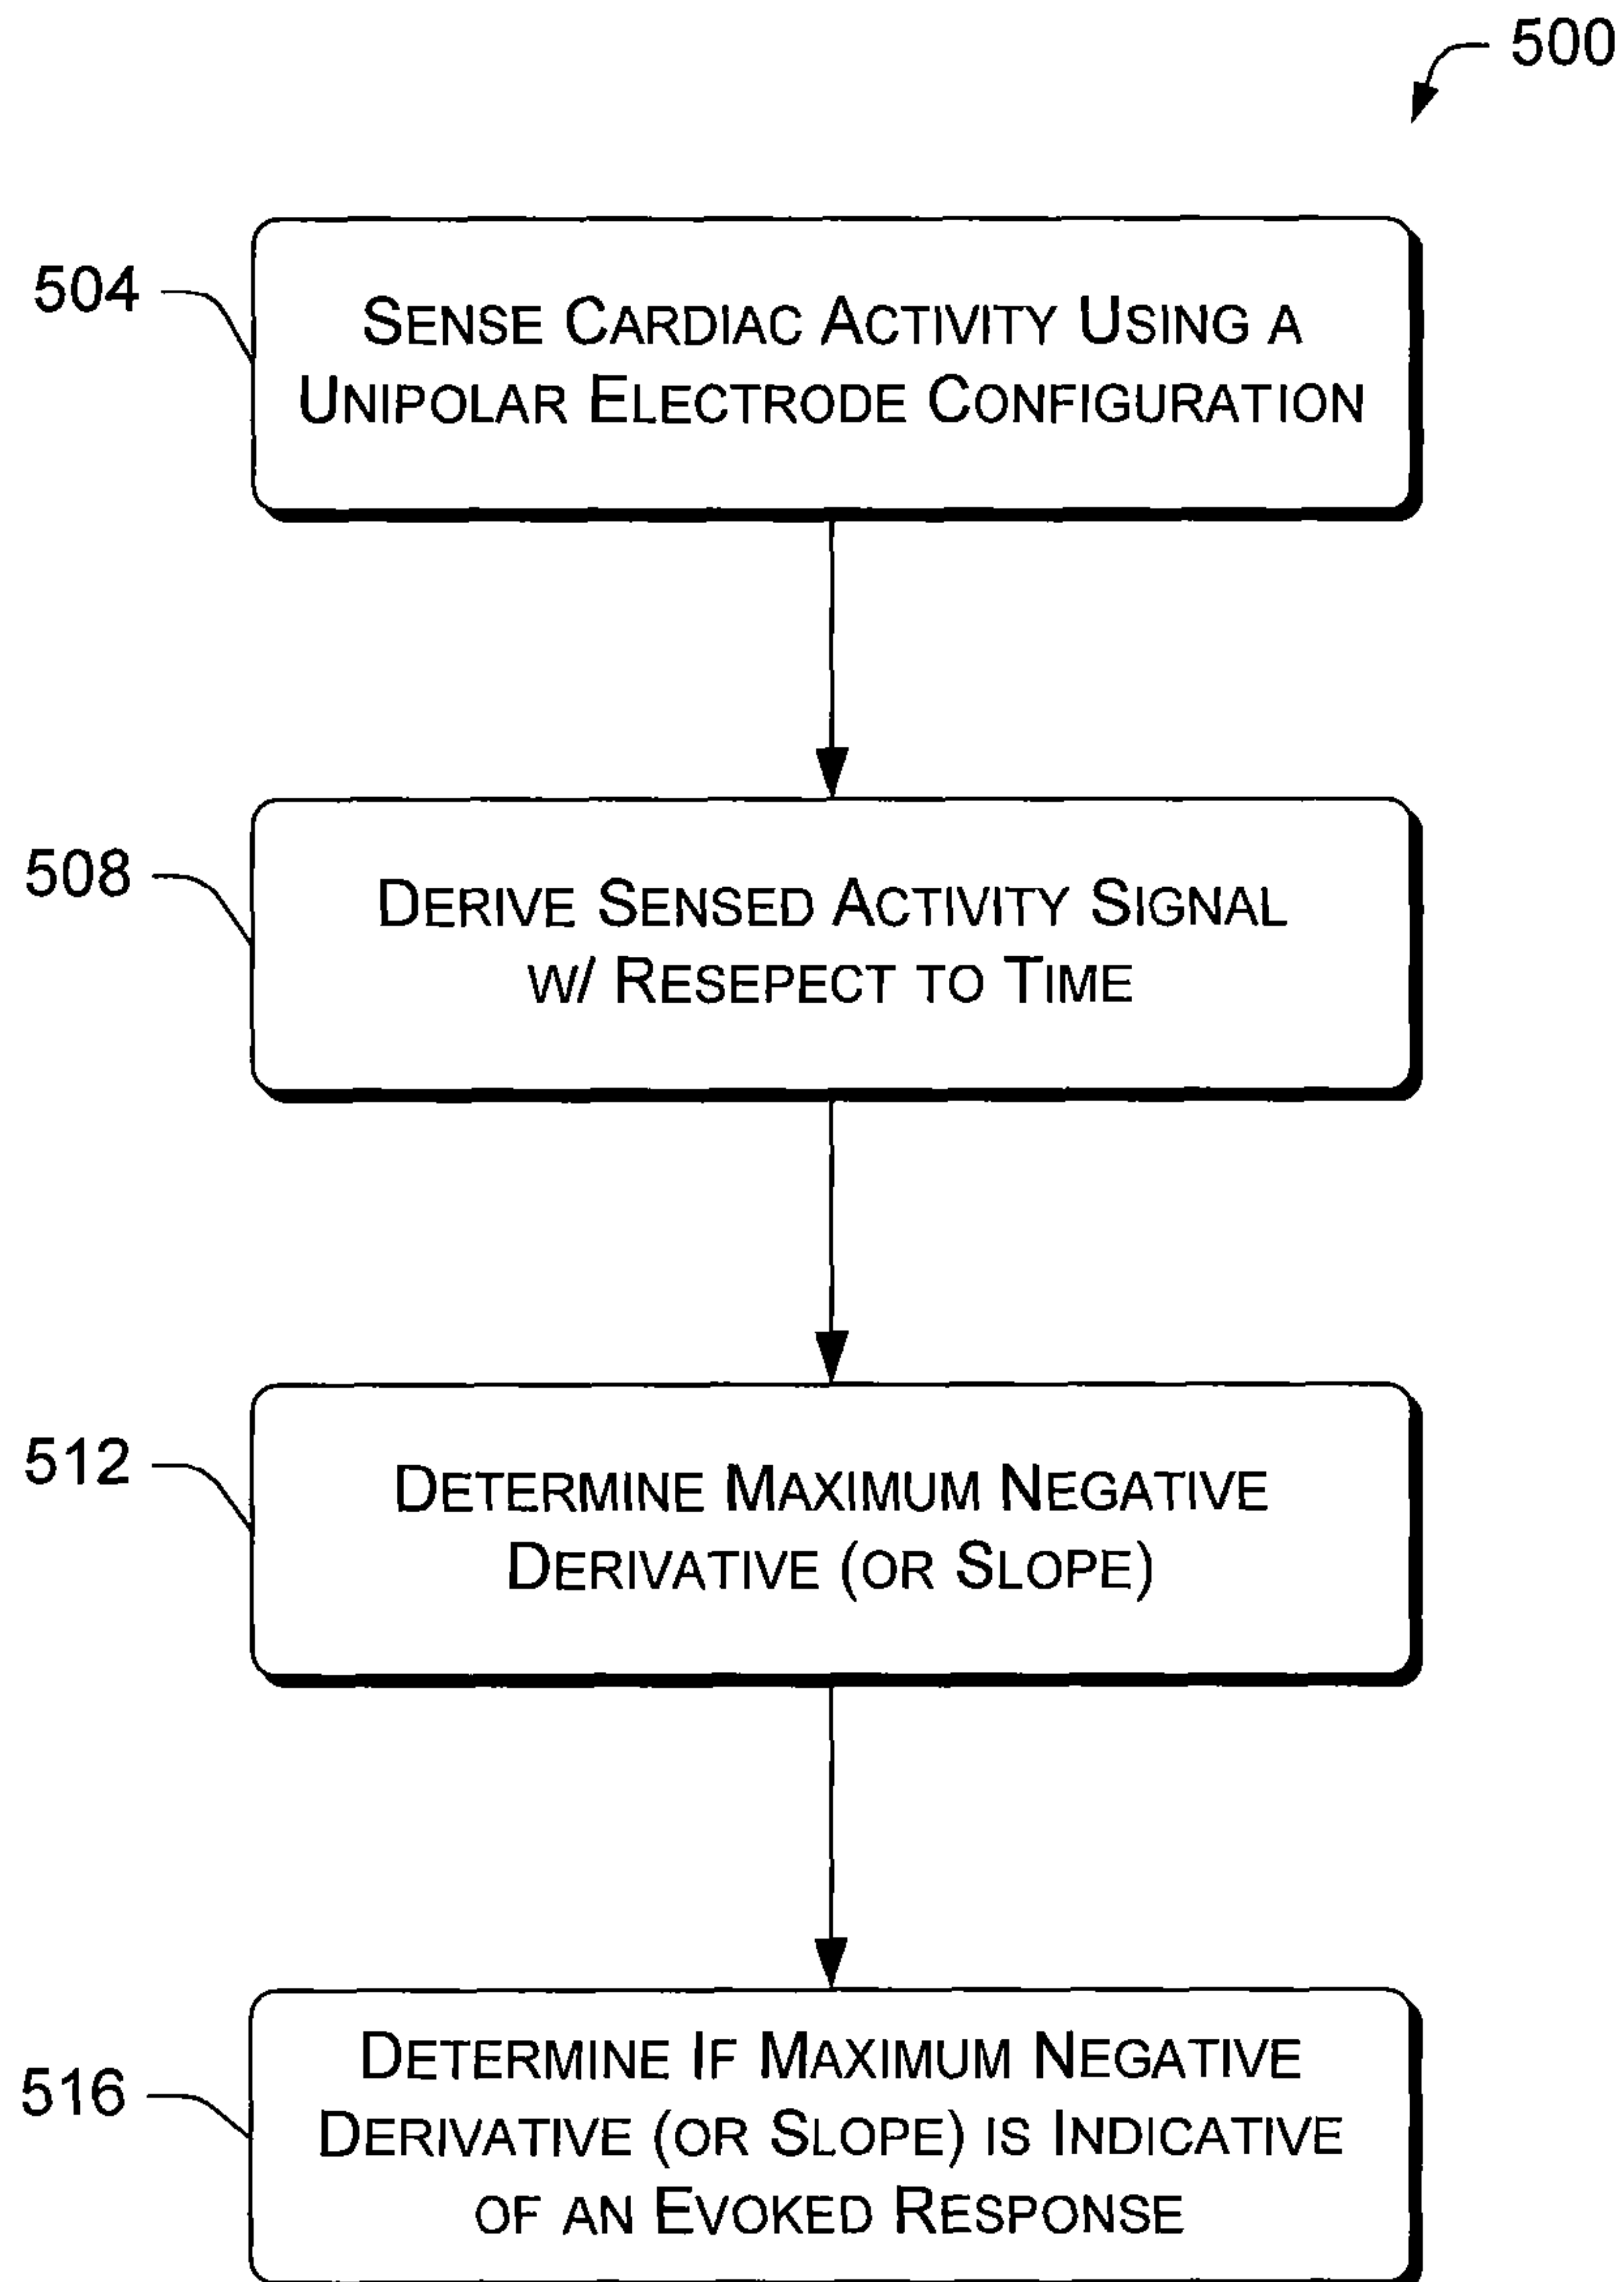 500
504
SENSE CARDIAC ACTIVITY USING A
UNIPOLAR ELECTRODE CONFIGURATION
508
DERIVE SENSED ACTIVITY SIGNAL
W/ RESEPECT TO TIME
512
DETERMINE MAXIMUM NEGATIVE
DERIVATIVE (OR SLOPE)
516
DETERMINE IF MAXIMUM NEGATIVE
DERIVATIVE (OR SLOPE) IS INDICATIVE
OF AN EVOKED RESPONSE